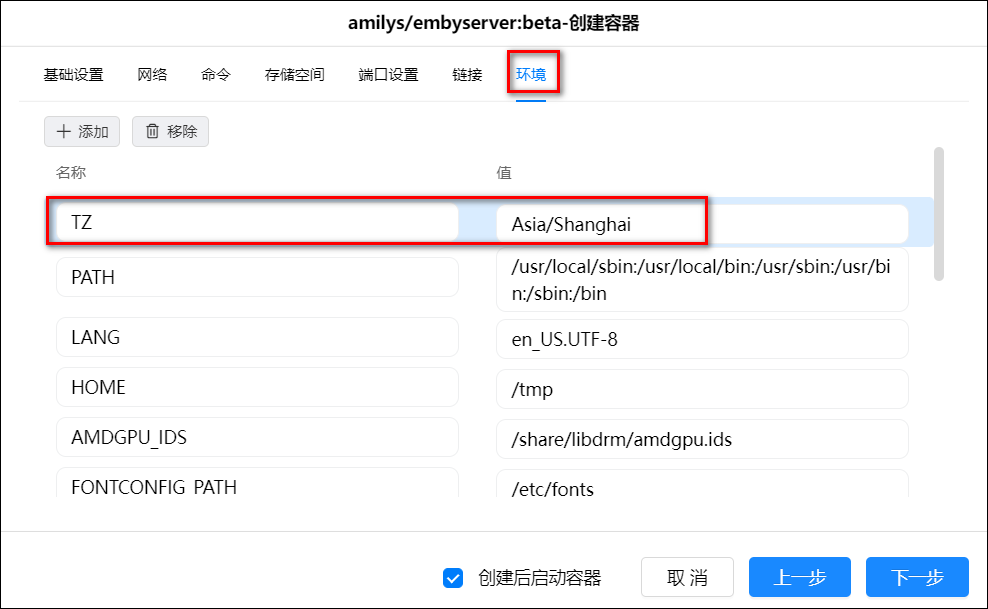 amilys/embyserver:beta-创建容器
基础设置 网络 命令 存储空间 端口设置 链接 环境
添加 移除
名称 值
TZ Asia/Shanghai
PATH /usr/local/sbin:/usr/local/bin:/usr/sbin:/usr/bi
n:/sbin:/bin
LANG en_US.UTF-8
HOME /tmp
AMDGPU_IDS /share/libdrm/amdgpu.ids
FONTCONFIG_PATH /etc/fonts
创建后启动容器 取消 上一步 下一步